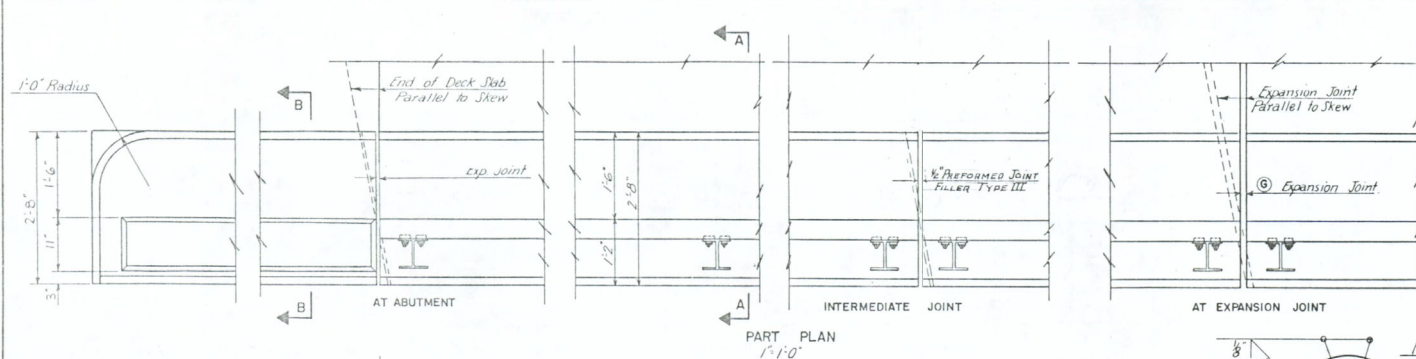 1'-0" Radius
B
End of Deck Slab
Parallel to Skew
A
Expansion Joint
Parallel to Skew
2'-8"
1'-6"
11"
3"
Exp. Joint
1'-6"
2'-8"
1'-2"
½" PREFORMED JOINT
FILLER TYPE III
G Expansion Joint
B
AT ABUTMENT
A
INTERMEDIATE JOINT
AT EXPANSION JOINT
PART PLAN
1"=1'-0"
⅛"